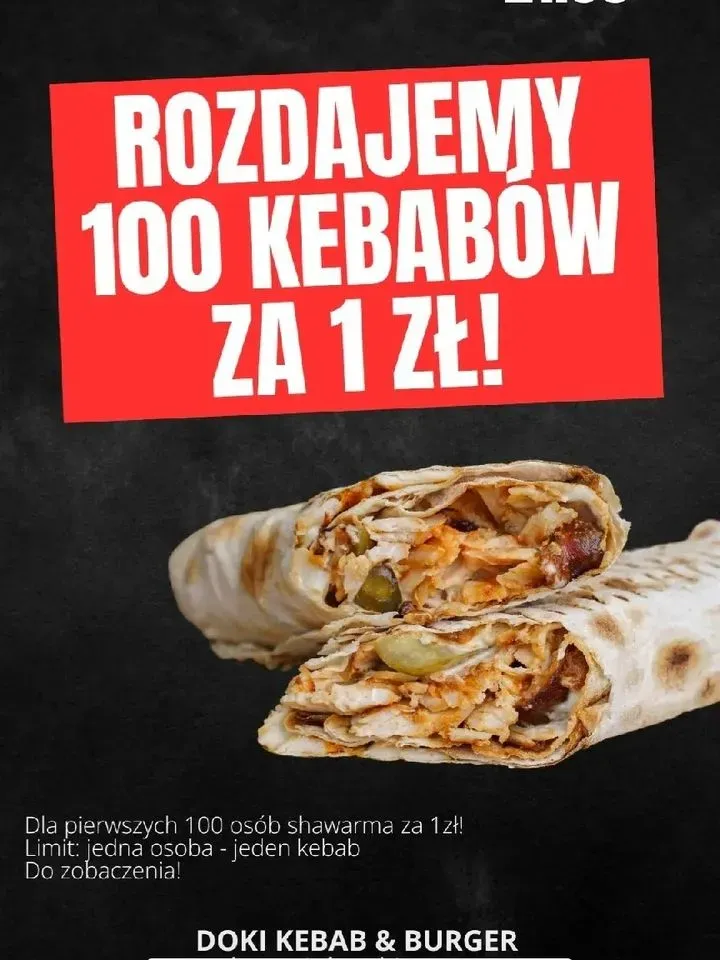 ROZDAJEMY
100 KEBABÓW
ZA 1 ZŁ!
Dla pierwszych 100 osób shawarma za 1zł!
Limit: jedna osoba - jeden kebab
Do zobaczenia!
DOKI KEBAB & BURGER